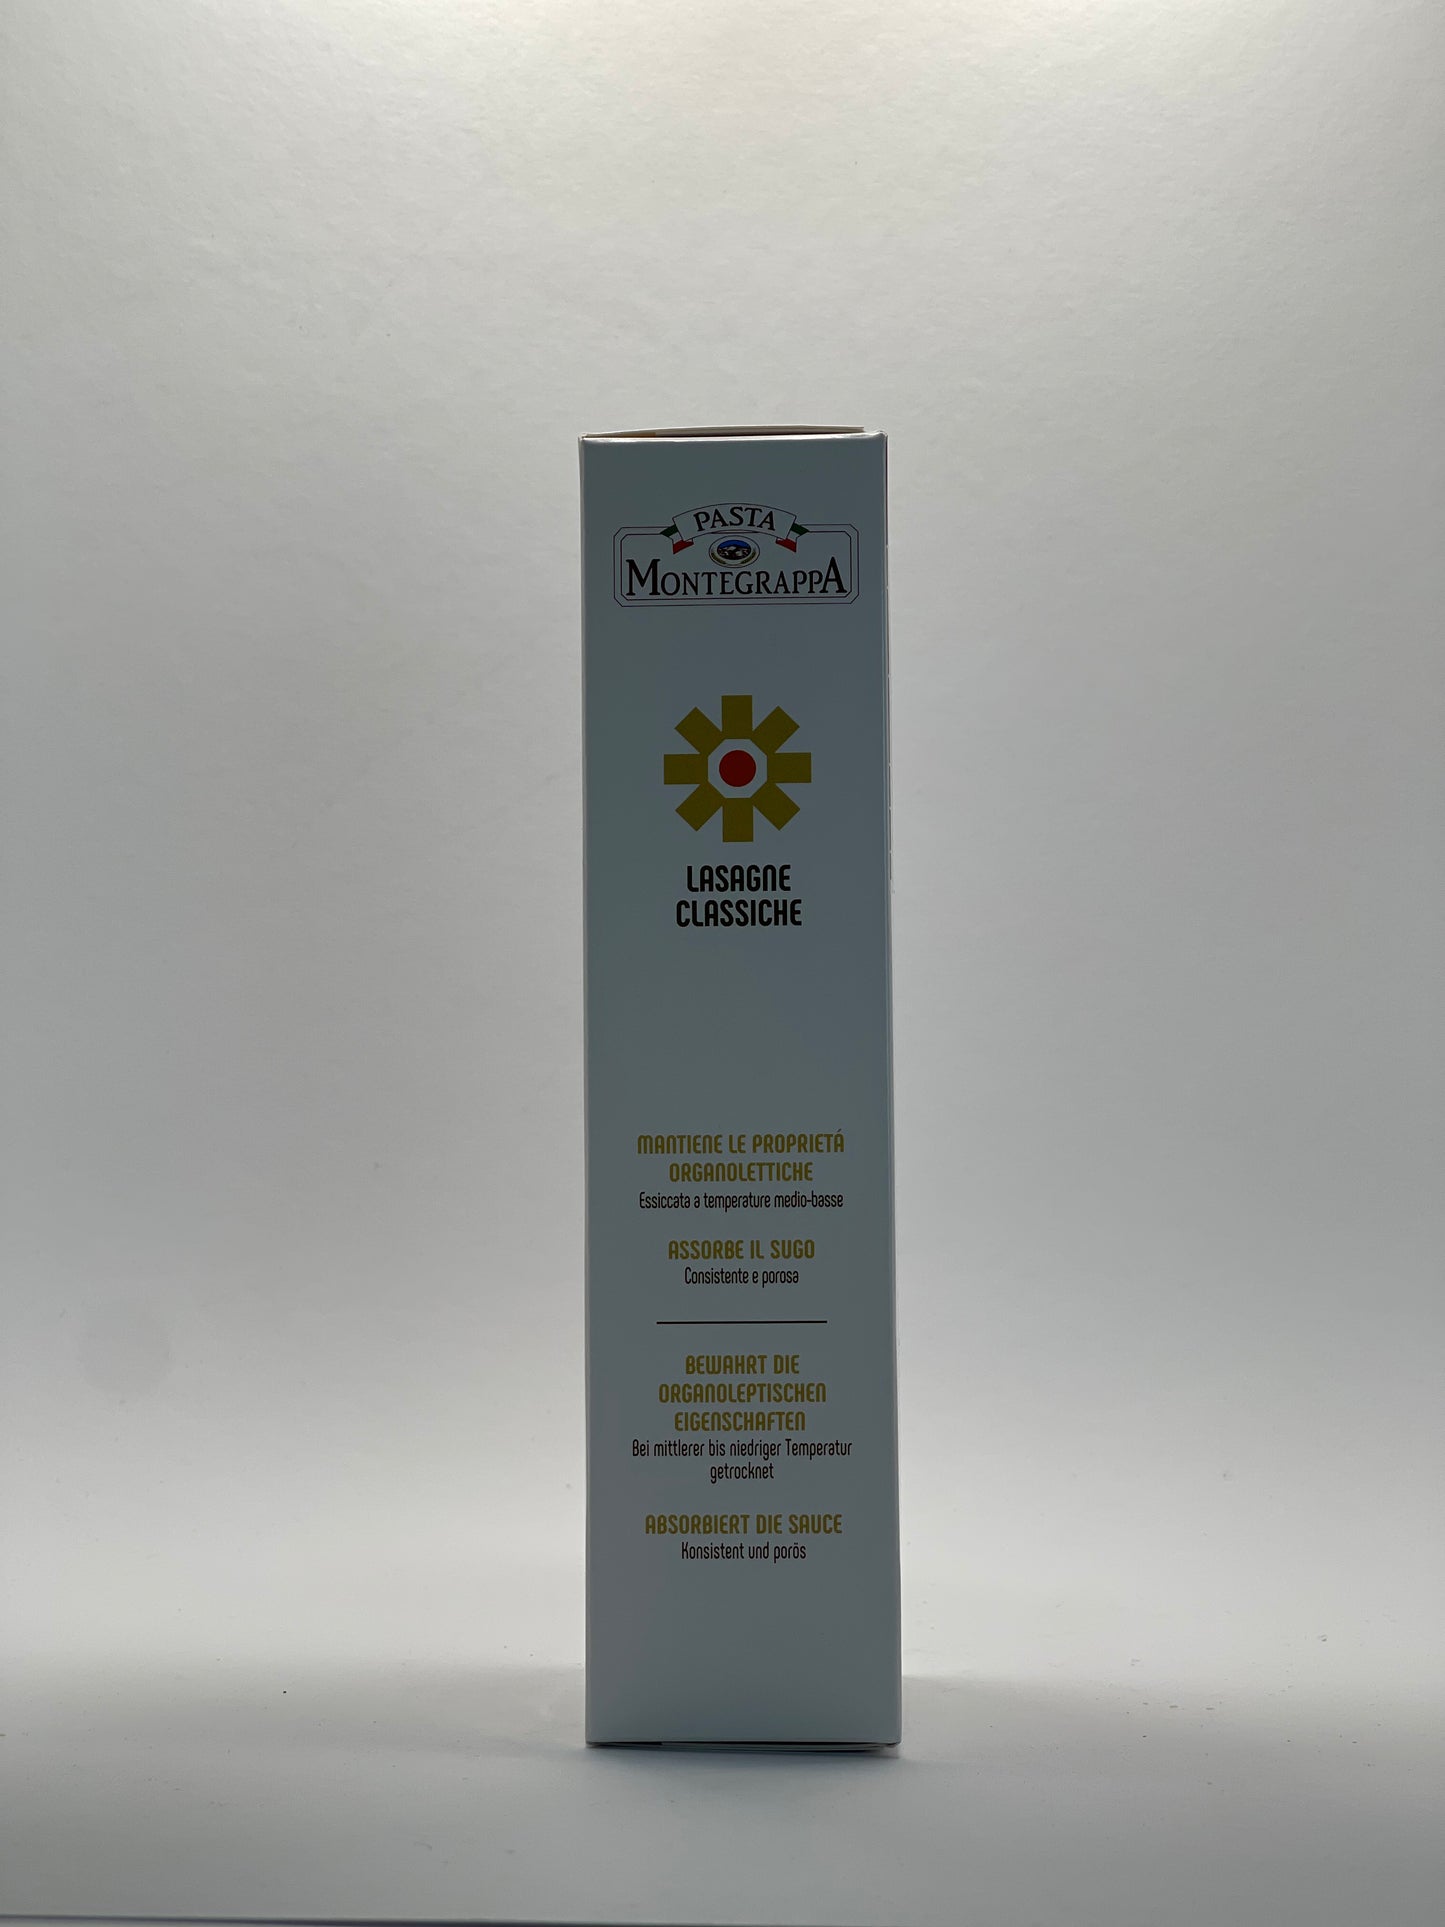 PASTA
MONTEGRAPPA
LASAGNE
CLASSICHE
MANTIENE LE PROPRIETÁ
ORGANOLETTICHE
Essiccata a temperature medio-basse
ASSORBE IL SUGO
Consistente e porosa
BEWAHRT DIE
ORGANOLEPTISCHEN
EIGENSCHAFTEN
Bei mittlerer bis niedriger Temperatur
getrocknet
ABSORBIERT DIE SAUCE
Konsistent und porös